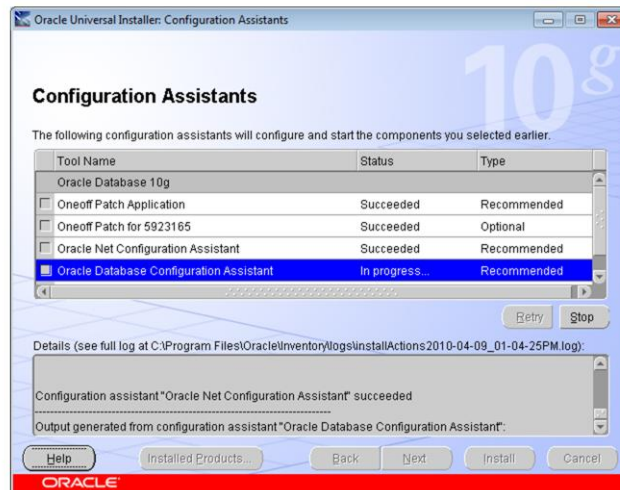 Oracle Universal Installer: Configuration Assistants
10g
Configuration Assistants
The following configuration assistants will configure and start the components you selected earlier.
Tool Name Status Type
Oracle Database 10g
Oneoff Patch Application Succeeded Recommended
Oneoff Patch for 5923165 Succeeded Optional
Oracle Net Configuration Assistant Succeeded Recommended
Oracle Database Configuration Assistant In progress... Recommended
Retry Stop
Details (see full log at C:\Program Files\Oracle\Inventory\logs\installActions2010-04-09_01-04-25PM.log):
Configuration assistant "Oracle Net Configuration Assistant" succeeded
-----------------------------------------------------------------------------
Output generated from configuration assistant "Oracle Database Configuration Assistant":
Help Installed Products... Back Next Install Cancel
ORACLE